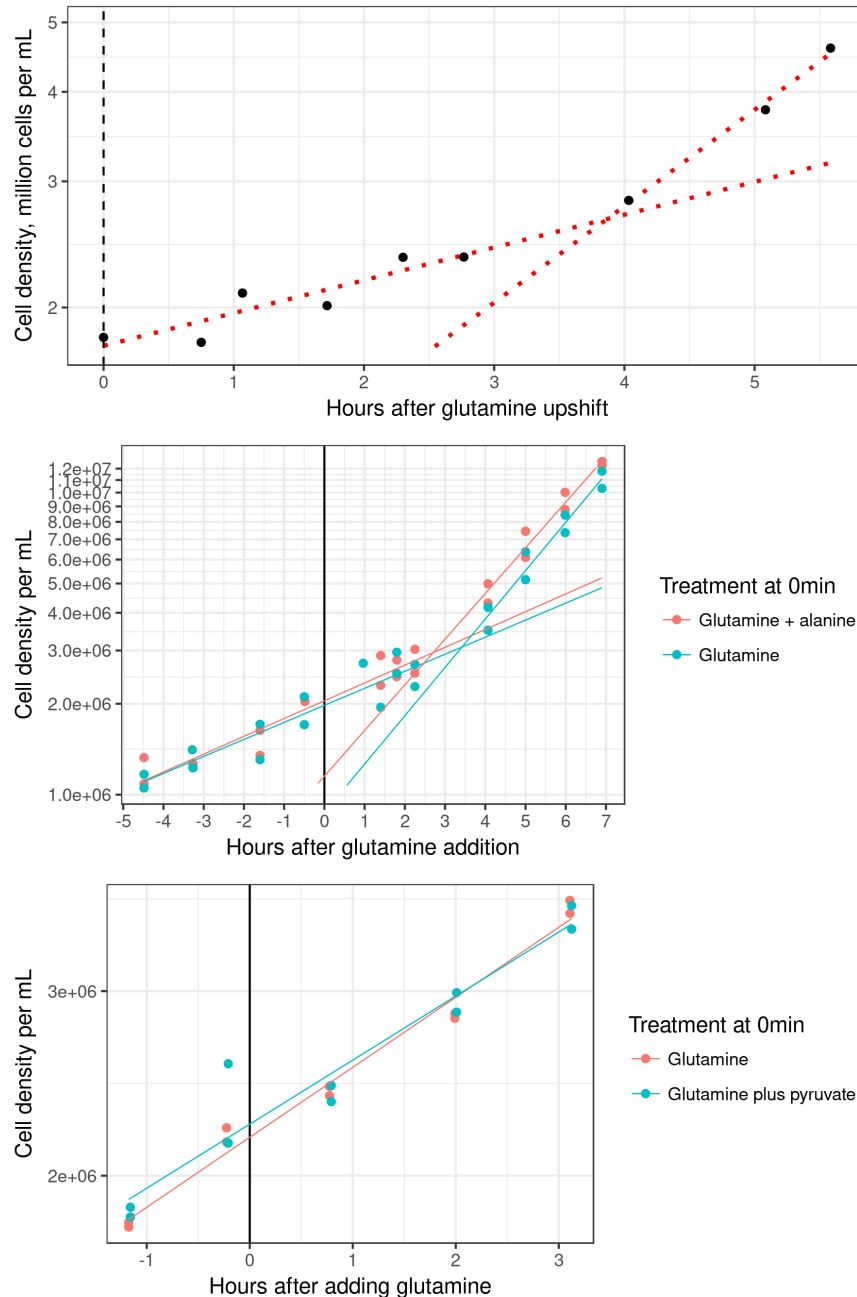 Cell density, million cells per mL
5
4
3
2
0 1 2 3 4 5
Hours after glutamine upshift
Cell density per mL
1.2e+07
1.1e+07
1.0e+07
9.0e+06
8.0e+06
7.0e+06
6.0e+06
5.0e+06
4.0e+06
3.0e+06
2.0e+06
1.0e+06
-5 -4 -3 -2 -1 0 1 2 3 4 5 6 7
Hours after glutamine addition
Treatment at 0min
Glutamine + alanine
Glutamine
Cell density per mL
3e+06
2e+06
-1 0 1 2 3
Hours after adding glutamine
Treatment at 0min
Glutamine
Glutamine plus pyruvate